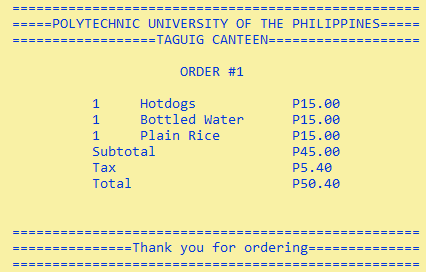 ===================================================
=====POLYTECHNIC UNIVERSITY OF THE PHILIPPINES=====
==================TAGUIG CANTEEN===================
ORDER #1
1 Hotdogs P15.00
1 Bottled Water P15.00
1 Plain Rice P15.00
Subtotal P45.00
Tax P5.40
Total P50.40
===================================================
===============Thank you for ordering==============
===================================================